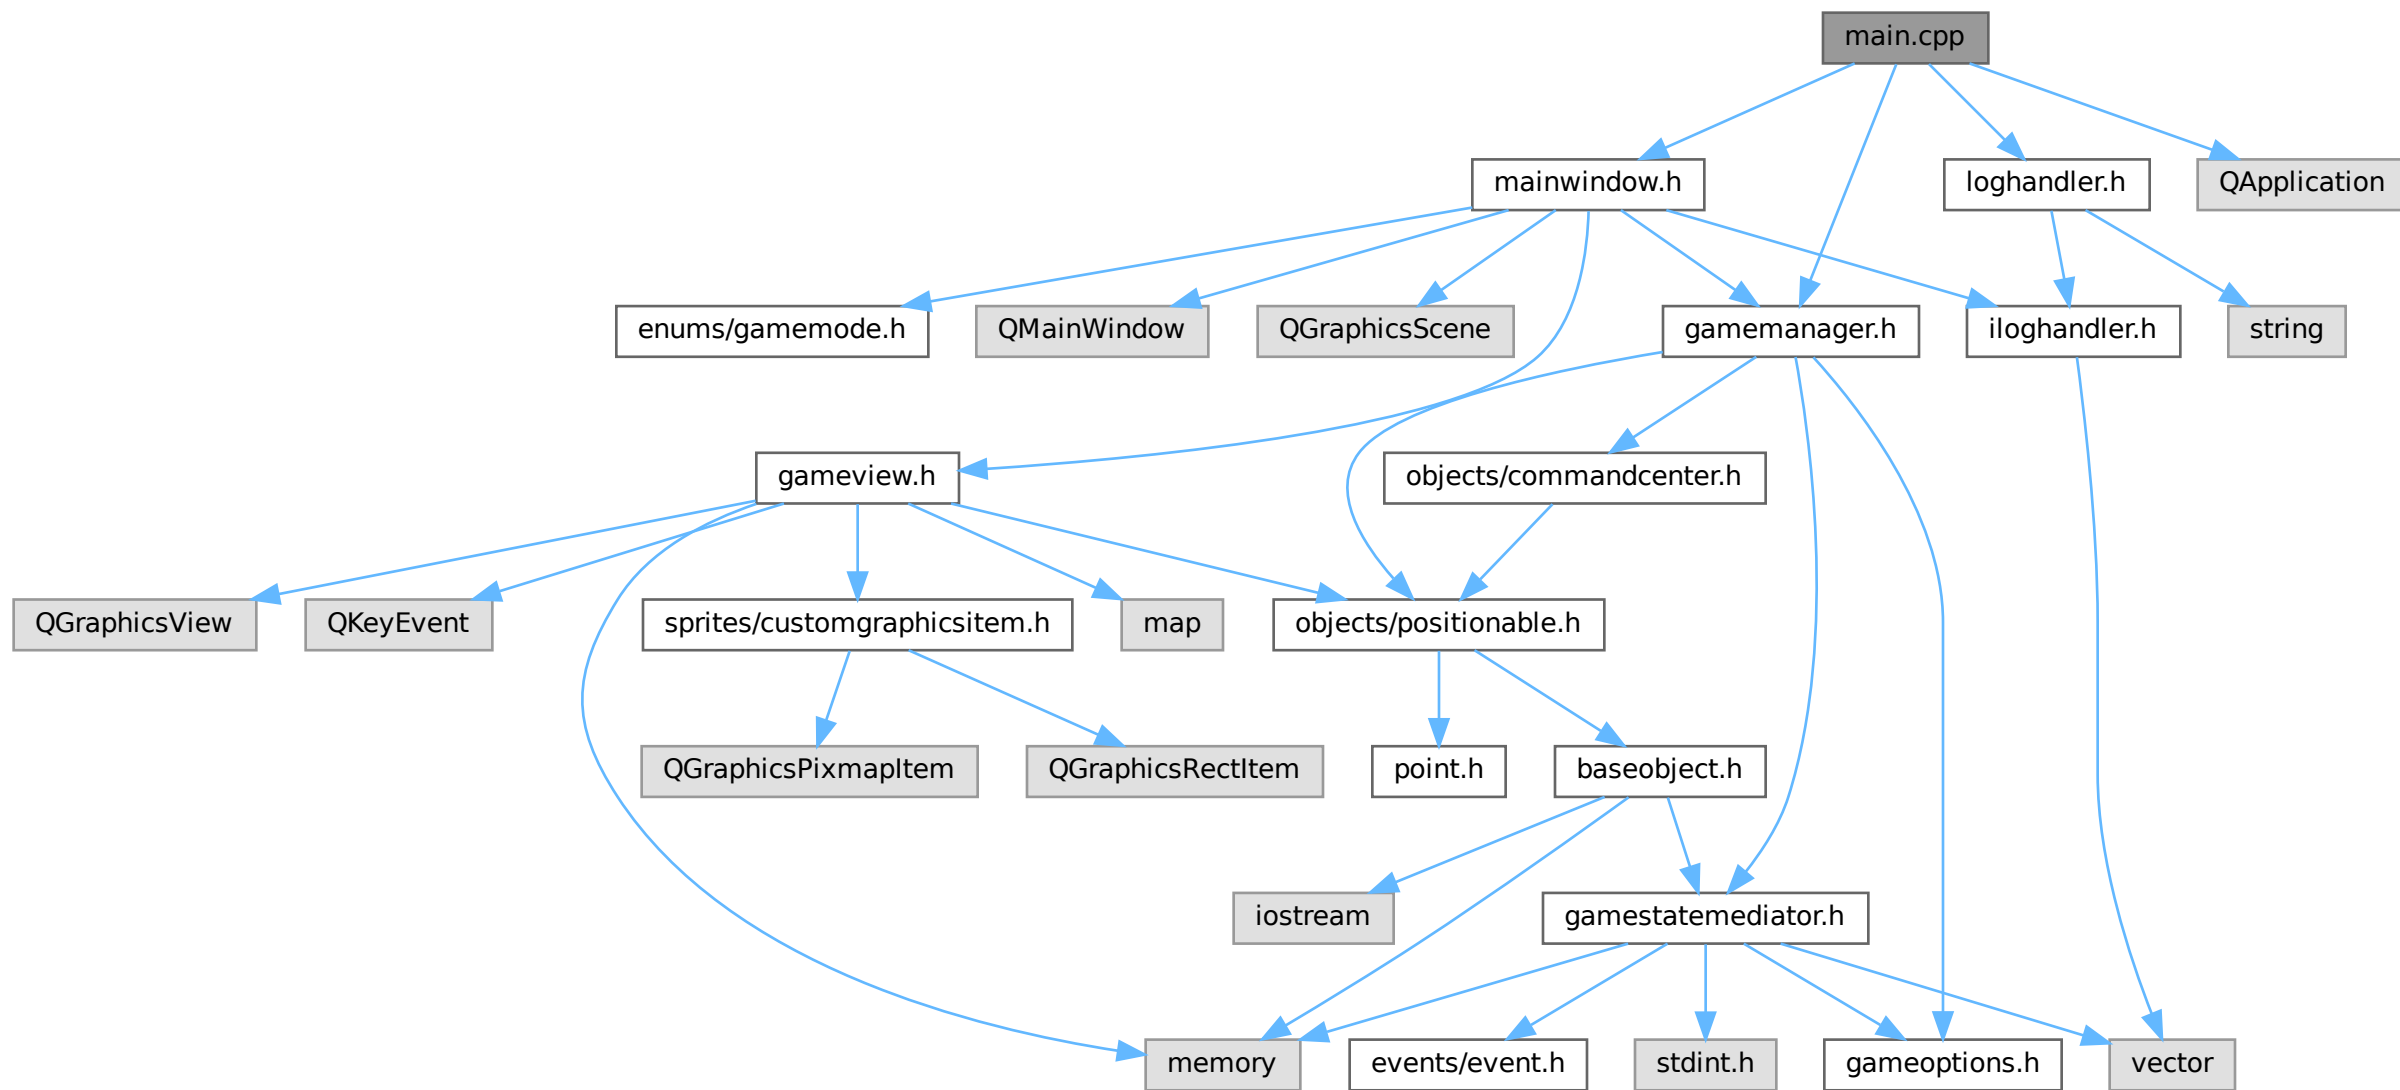 main.cpp
mainwindow.h
loghandler.h
QApplication
enums/gamemode.h
QMainWindow
QGraphicsScene
gamemanager.h
iloghandler.h
string
gameview.h
objects/commandcenter.h
QGraphicsView
QKeyEvent
sprites/customgraphicsitem.h
map
objects/positionable.h
QGraphicsPixmapItem
QGraphicsRectItem
point.h
baseobject.h
iostream
gamestatemediator.h
memory
events/event.h
stdint.h
gameoptions.h
vector